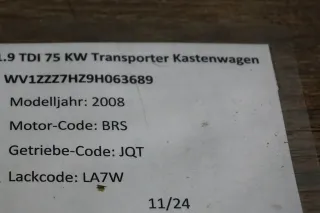 1.9 TDI 75 KW Transporter Kastenwagen
WV1ZZZ7HZ9H063689
Modelljahr: 2008
Motor-Code: BRS
Getriebe-Code: JQT
Lackcode: LA7W
11/24